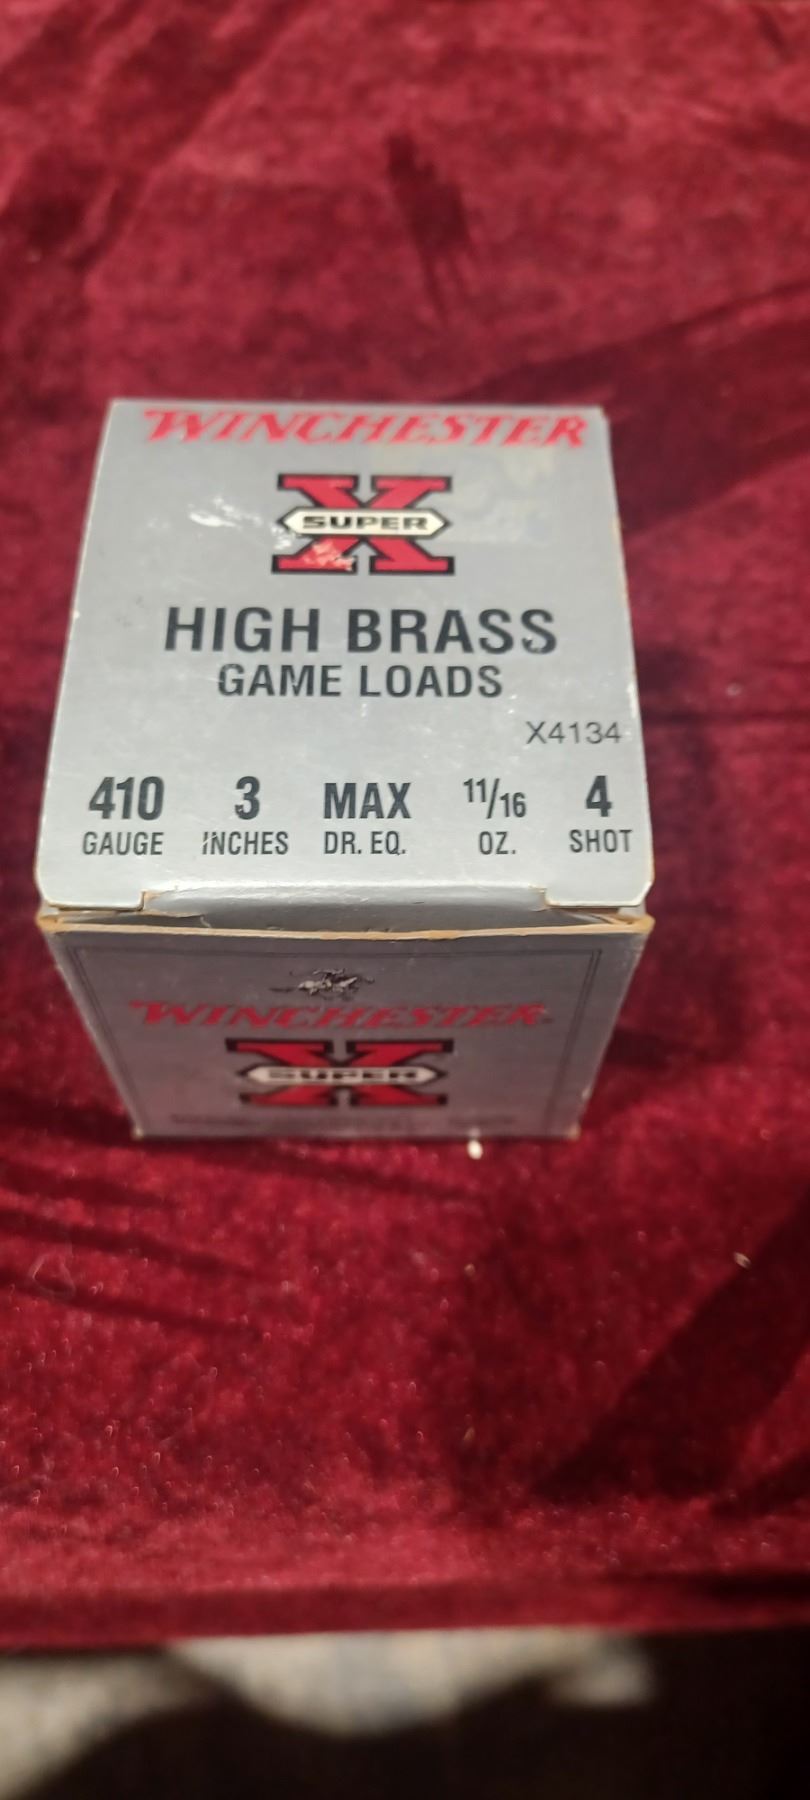 WINCHESTER
X
SUPER
HIGH BRASS
GAME LOADS
X4134
410 3 MAX 11/16 4
GAUGE INCHES DR. EQ. OZ. SHOT
WINCHESTER
X
SUPER